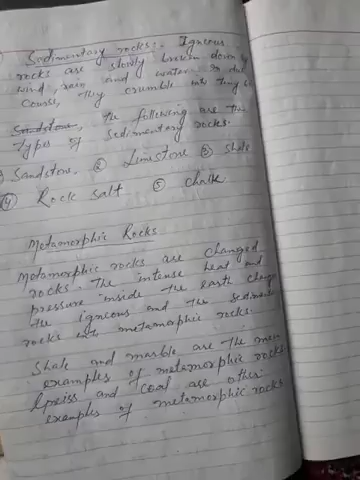 Sedimentary rocks:- Igneous
rocks are slowly broken down by
wind, rain and water. In due
course, they crumble into tiny
Sandstone, the following are the
types of sedimentary rocks.
Sandstone. ② Limestone ③ Shale
④ Rock salt ⑤ chalk
Metamorphic Rocks
Metamorphic rocks are changed
rocks. The intense heat and
pressure inside the earth change
the igneous and the
rocks into metamorphic rocks.
Shale and marble are the main
examples of metamorphic rocks.
Gneiss and Coal are other
examples of metamorphic rocks